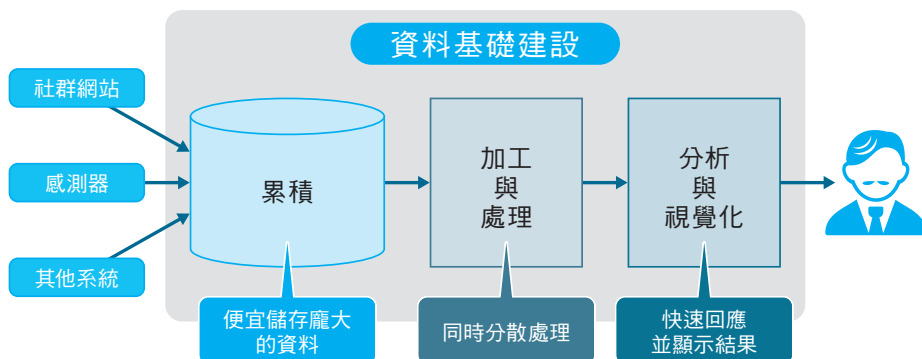 資料基礎建設
社群網站
感測器
其他系統
累積
加工
與
處理
分析
與
視覺化
便宜儲存龐大
的資料
同時分散處理
快速回應
並顯示結果